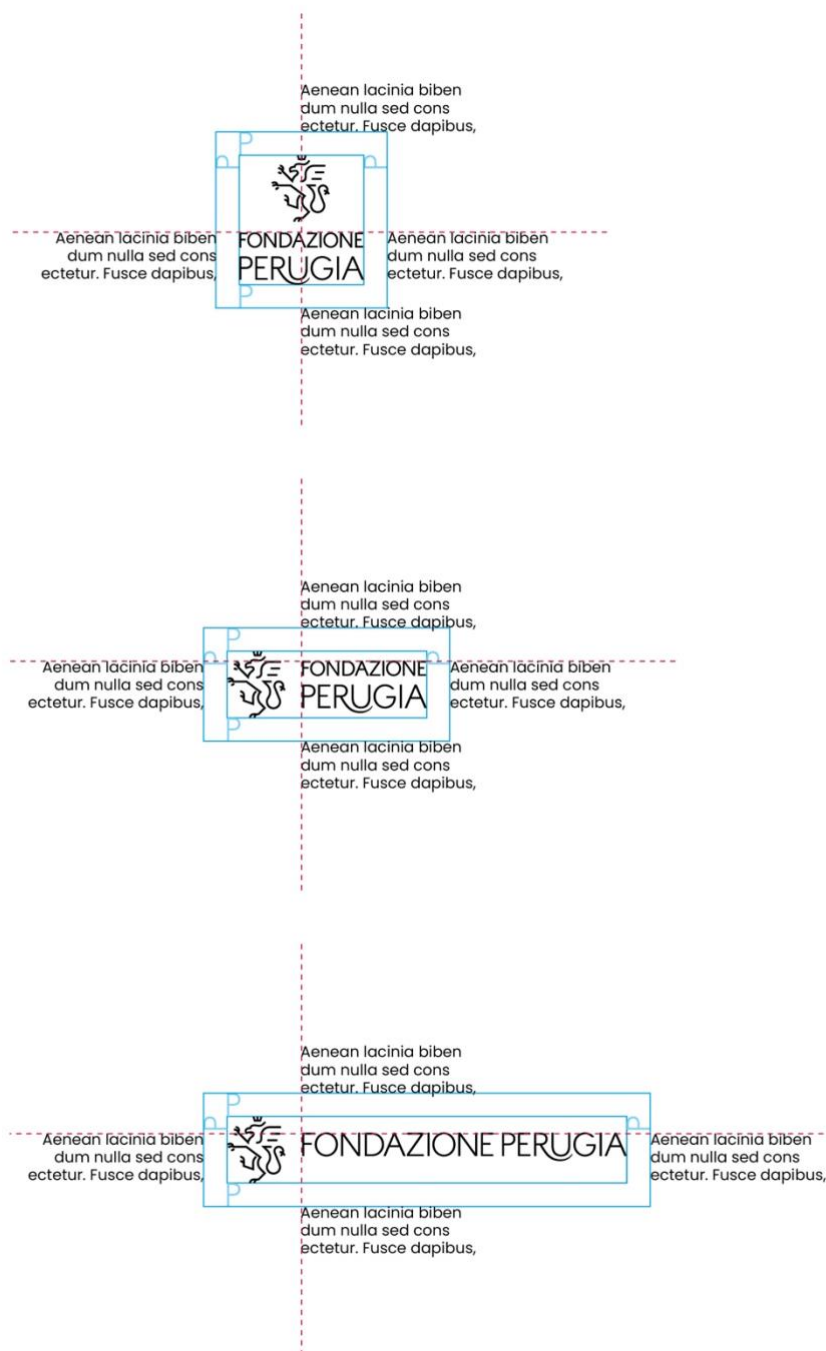 Aenean lacinia biben
dum nulla sed cons
ectetur. Fusce dapibus,
P
P
P
Aenean lacinia biben
dum nulla sed cons
ectetur. Fusce dapibus,
FONDAZIONE
PERUGIA
Aenean lacinia biben
dum nulla sed cons
ectetur. Fusce dapibus,
P
Aenean lacinia biben
dum nulla sed cons
ectetur. Fusce dapibus,
Aenean lacinia biben
dum nulla sed cons
ectetur. Fusce dapibus,
P
P
P
Aenean lacinia biben
dum nulla sed cons
ectetur. Fusce dapibus,
FONDAZIONE
PERUGIA
Aenean lacinia biben
dum nulla sed cons
ectetur. Fusce dapibus,
P
Aenean lacinia biben
dum nulla sed cons
ectetur. Fusce dapibus,
Aenean lacinia biben
dum nulla sed cons
ectetur. Fusce dapibus,
P
P
P
Aenean lacinia biben
dum nulla sed cons
ectetur. Fusce dapibus,
FONDAZIONE PERUGIA
Aenean lacinia biben
dum nulla sed cons
ectetur. Fusce dapibus,
P
Aenean lacinia biben
dum nulla sed cons
ectetur. Fusce dapibus,